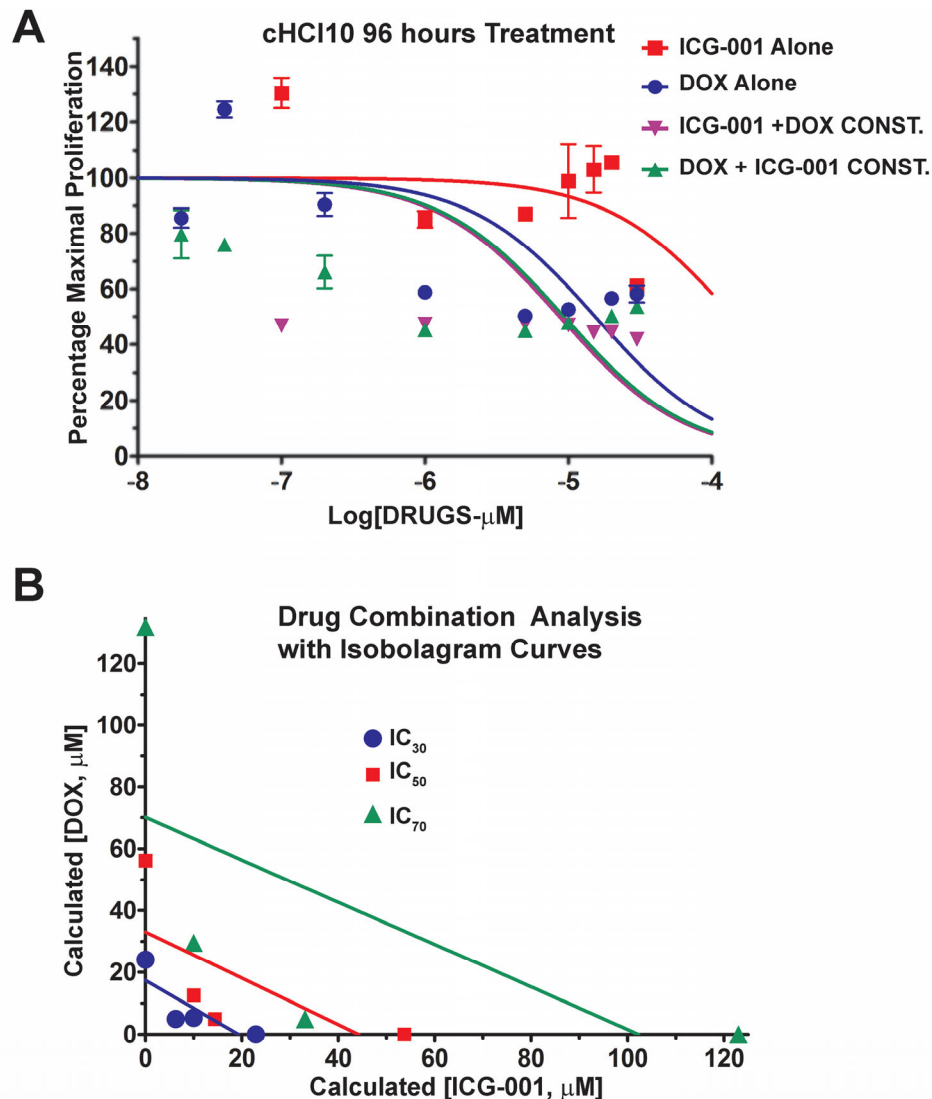 A
cHCI10 96 hours Treatment
ICG-001 Alone
DOX Alone
ICG-001 +DOX CONST.
DOX + ICG-001 CONST.
Percentage Maximal Proliferation
140
120
100
80
60
40
20
0
-8 -7 -6 -5 -4
Log[DRUGS-μM]
B
Drug Combination Analysis
with Isobolagram Curves
IC30
IC50
IC70
Calculated [DOX, μM]
120
100
80
60
40
20
0
0 20 40 60 80 100 120
Calculated [ICG-001, μM]